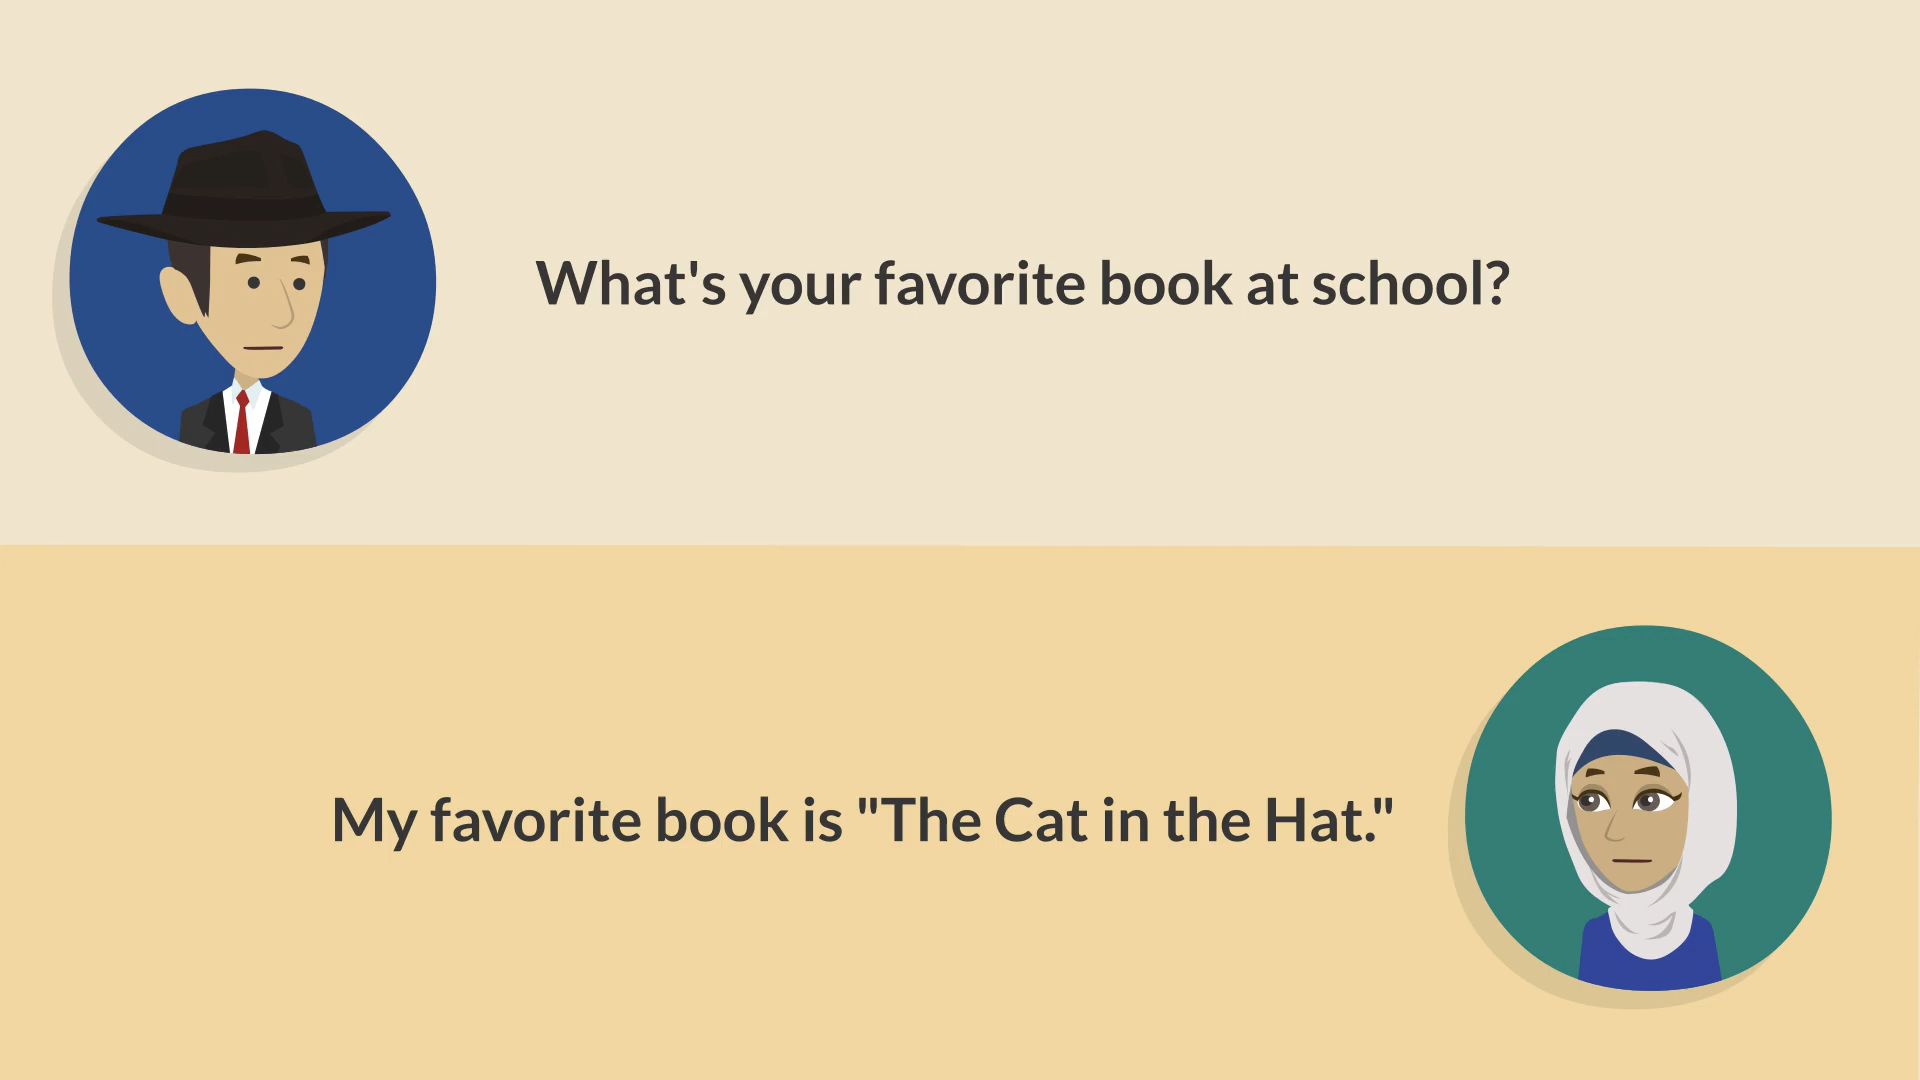 What's your favorite book at school?
My favorite book is "The Cat in the Hat."